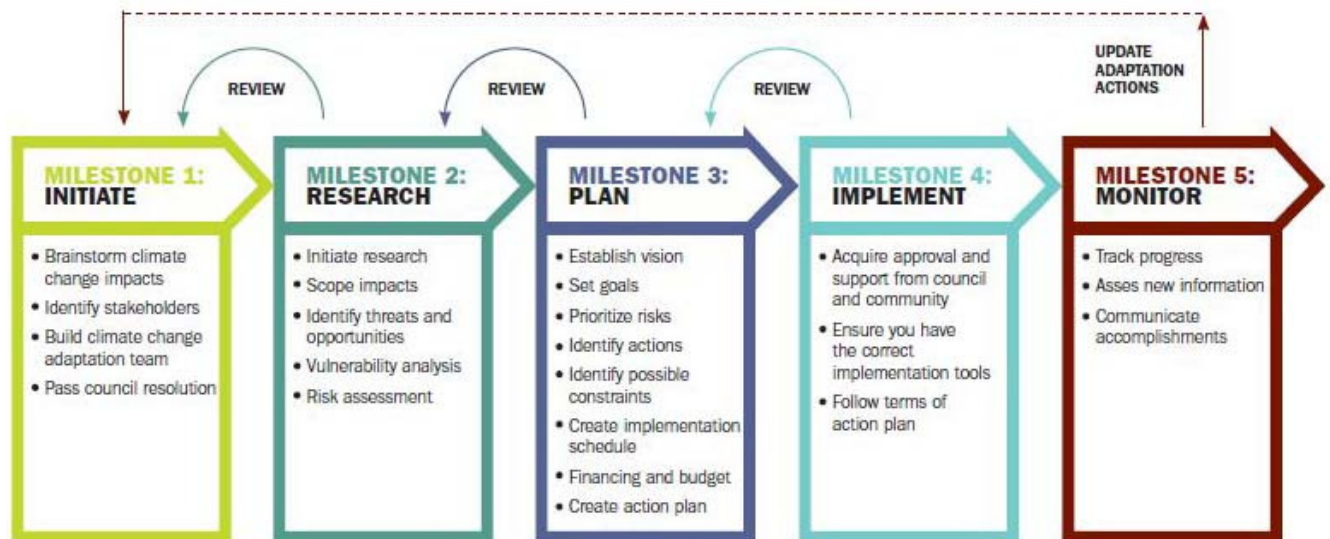 UPDATE
ADAPTATION
ACTIONS
REVIEW
REVIEW
REVIEW
MILESTONE 1:
INITIATE
• Brainstorm climate
change impacts
• Identify stakeholders
• Build climate change
adaptation team
• Pass council resolution
MILESTONE 2:
RESEARCH
• Initiate research
• Scope impacts
• Identify threats and
opportunities
• Vulnerability analysis
• Risk assessment
MILESTONE 3:
PLAN
• Establish vision
• Set goals
• Prioritize risks
• Identify actions
• Identify possible
constraints
• Create implementation
schedule
• Financing and budget
• Create action plan
MILESTONE 4:
IMPLEMENT
• Acquire approval and
support from council
and community
• Ensure you have
the correct
implementation tools
• Follow terms of
action plan
MILESTONE 5:
MONITOR
• Track progress
• Asses new information
• Communicate
accomplishments